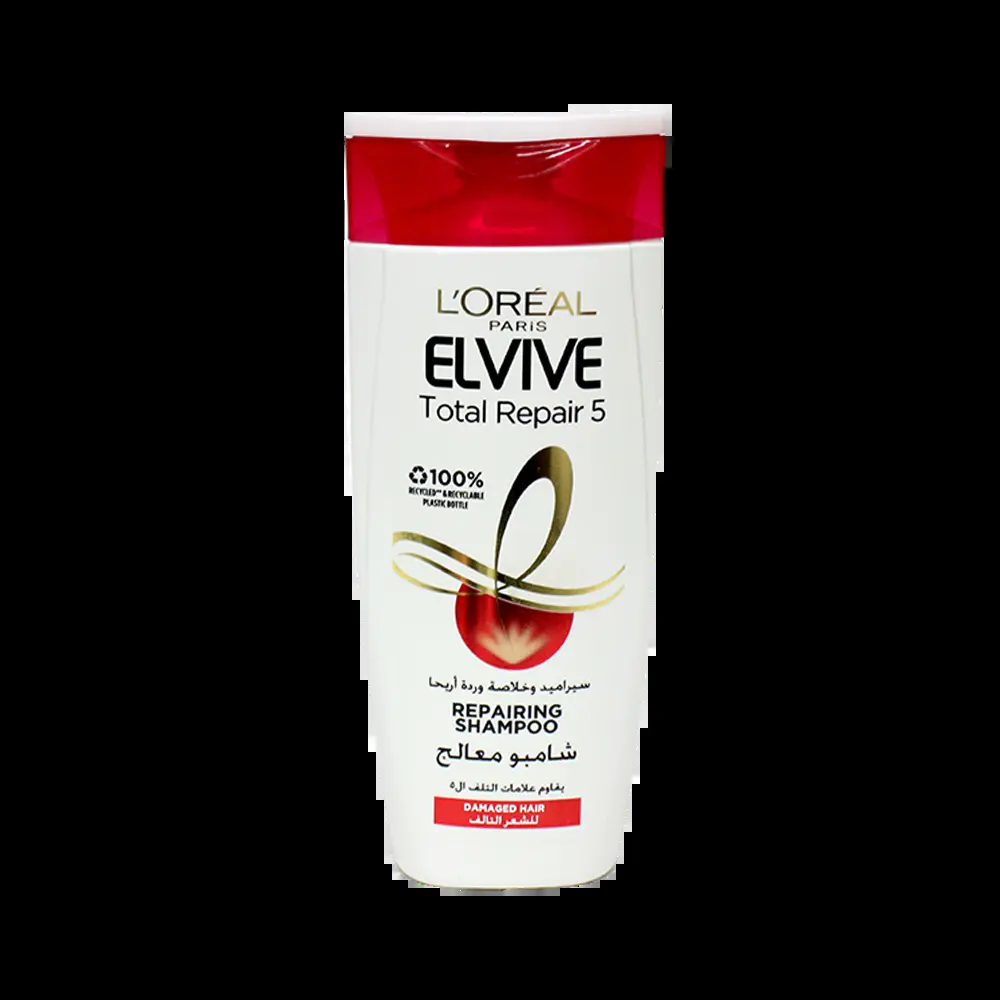 L'ORÉAL
PARIS
ELVIVE
Total Repair 5
100%
RECYCLED** & RECYCLABLE
PLASTIC BOTTLE
سيراميد وخلاصة وردة أريحا
REPAIRING
SHAMPOO
شامبو معالج
يقاوم علامات التلف ال٥
DAMAGED HAIR
للشعر التالف